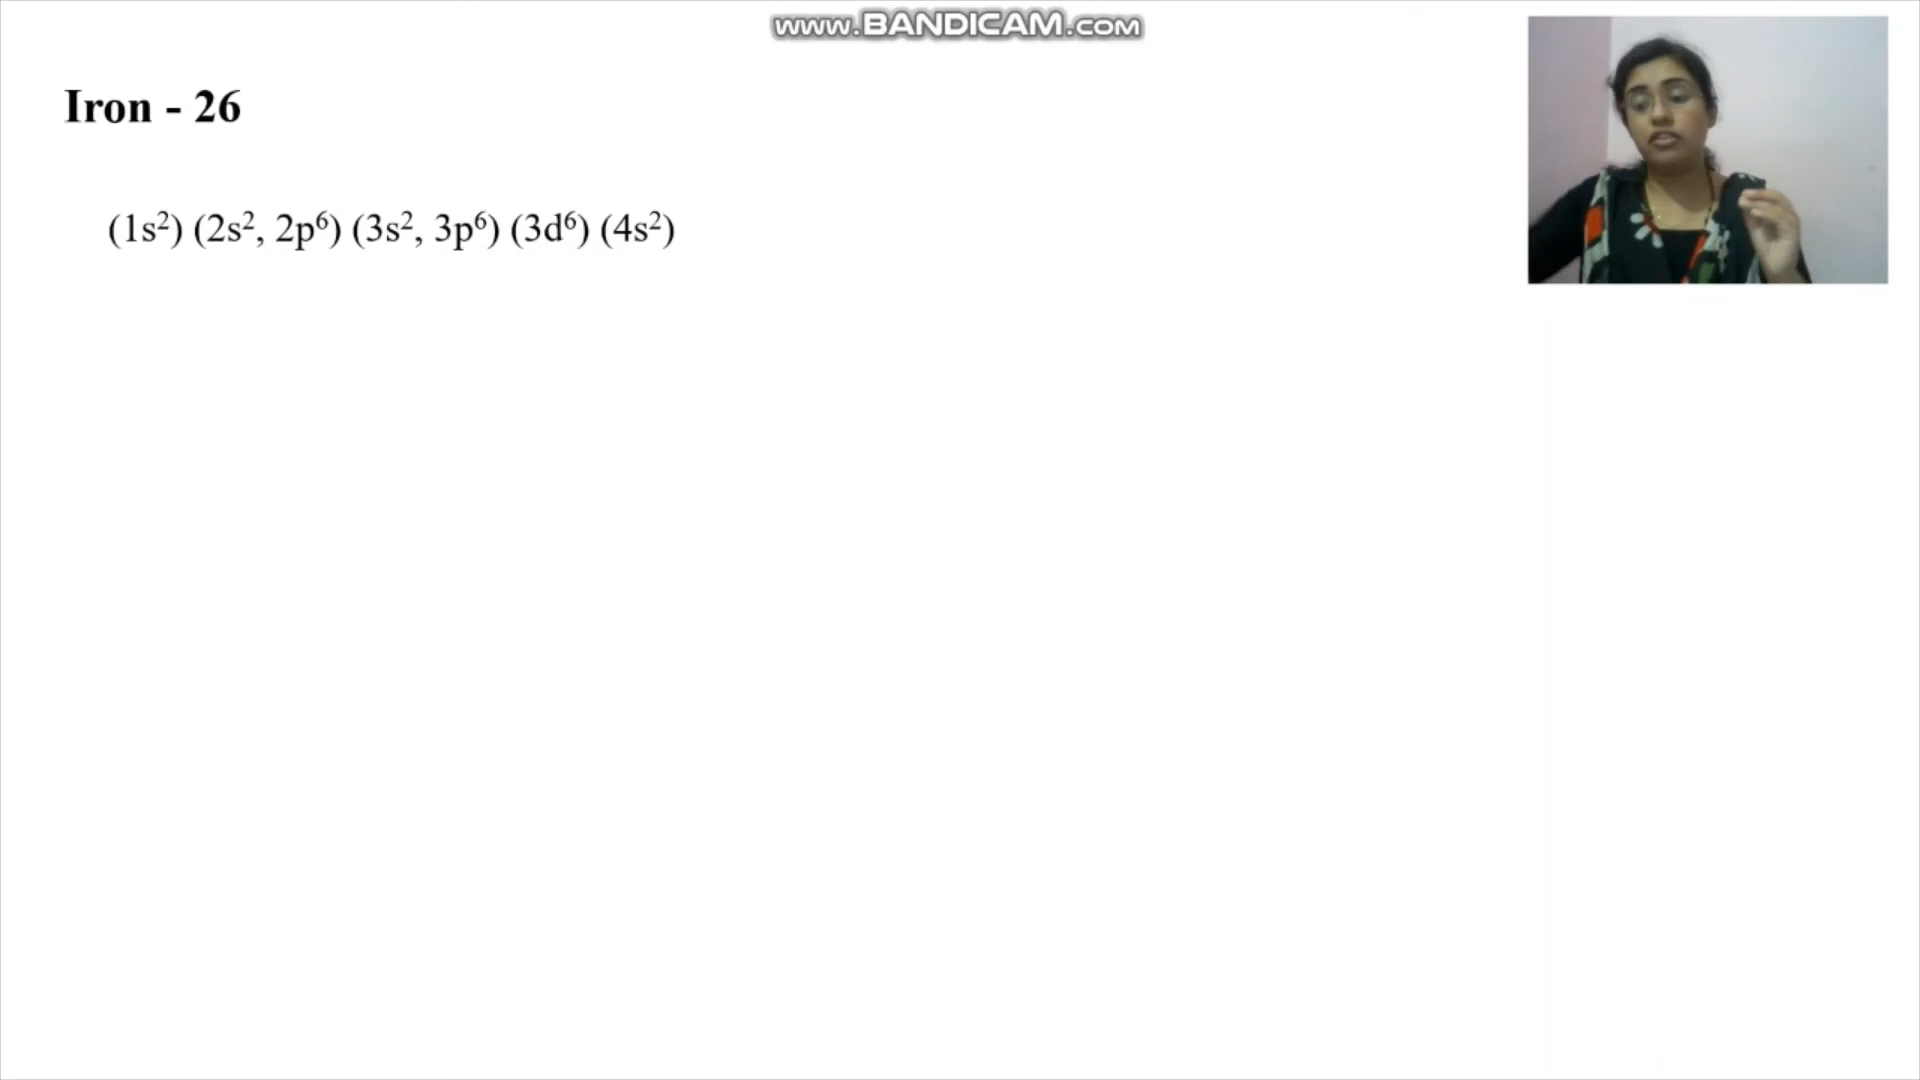 www.BANDICAM.com
Iron - 26
(1s²) (2s², 2p⁶) (3s², 3p⁶) (3d⁶) (4s²)